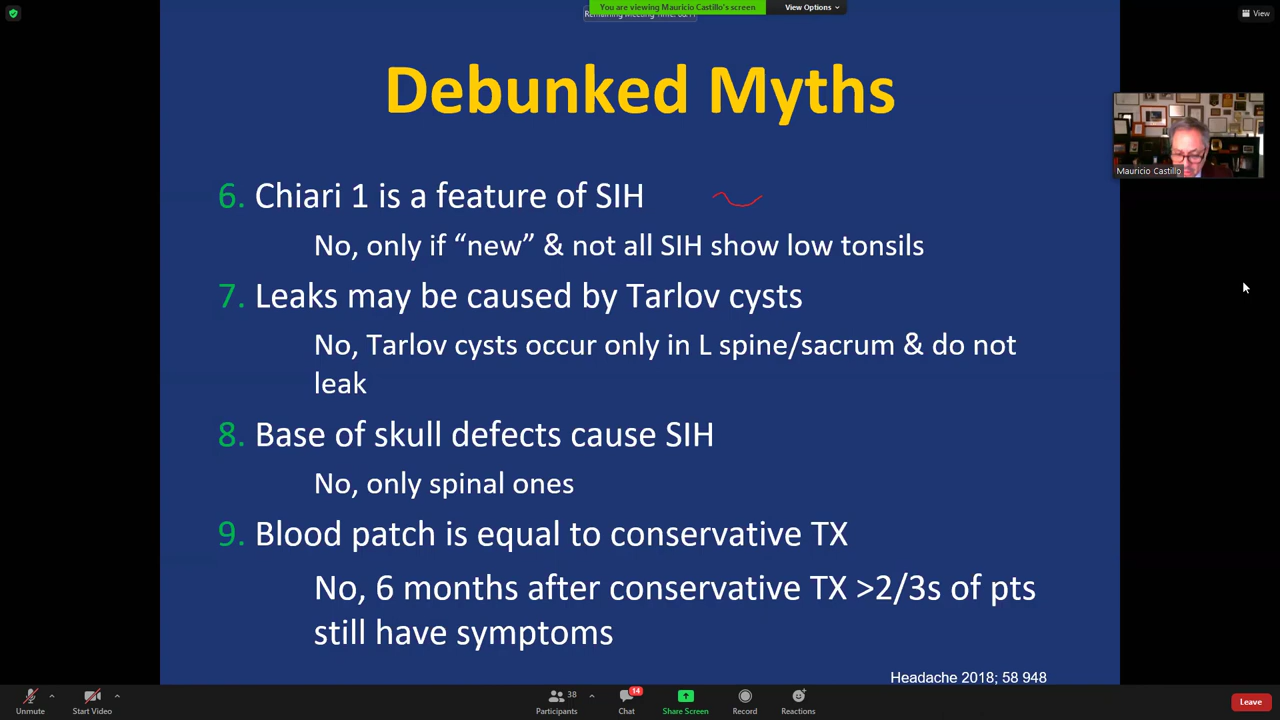 You are viewing Mauricio Castillo's screen
View Options
View
Debunked Myths
Mauricio Castillo
6. Chiari 1 is a feature of SIH
No, only if “new” & not all SIH show low tonsils
7. Leaks may be caused by Tarlov cysts
No, Tarlov cysts occur only in L spine/sacrum & do not
leak
8. Base of skull defects cause SIH
No, only spinal ones
9. Blood patch is equal to conservative TX
No, 6 months after conservative TX >2/3s of pts
still have symptoms
Headache 2018; 58 948
Unmute
Start Video
38
Participants
14
Chat
Share Screen
Record
Reactions
Leave